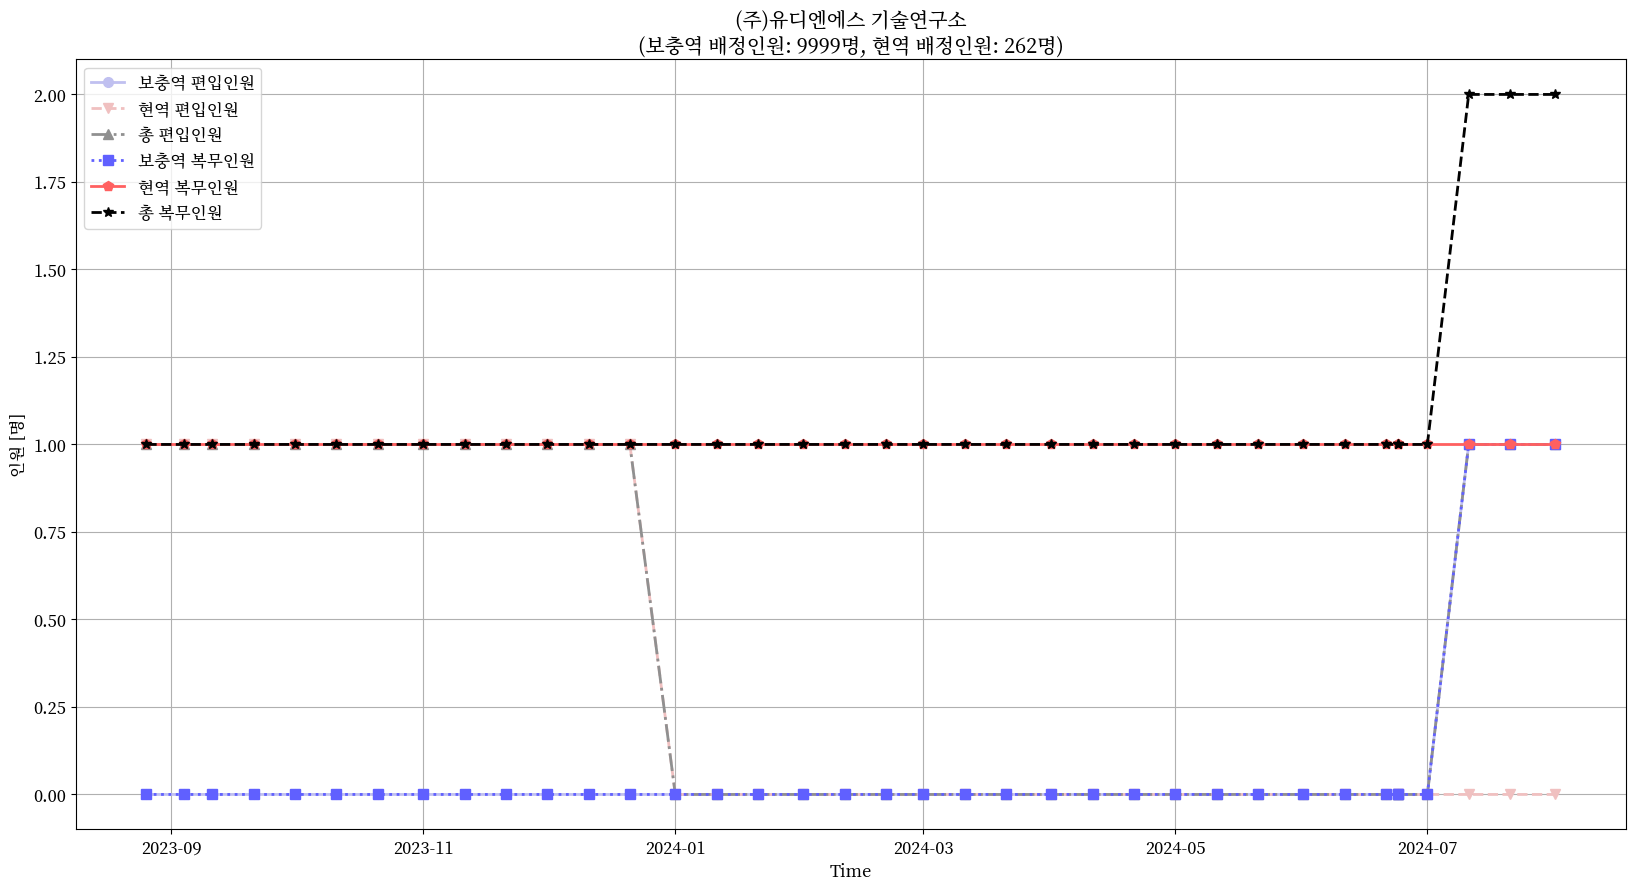 (주)유디엔에스 기술연구소
(보충역 배정인원: 9999명, 현역 배정인원: 262명)
보충역 편입인원
현역 편입인원
총 편입인원
보충역 복무인원
현역 복무인원
총 복무인원
2.00
1.75
1.50
1.25
1.00
0.75
0.50
0.25
0.00
인원 [명]
2023-09 2023-11 2024-01 2024-03 2024-05 2024-07
Time